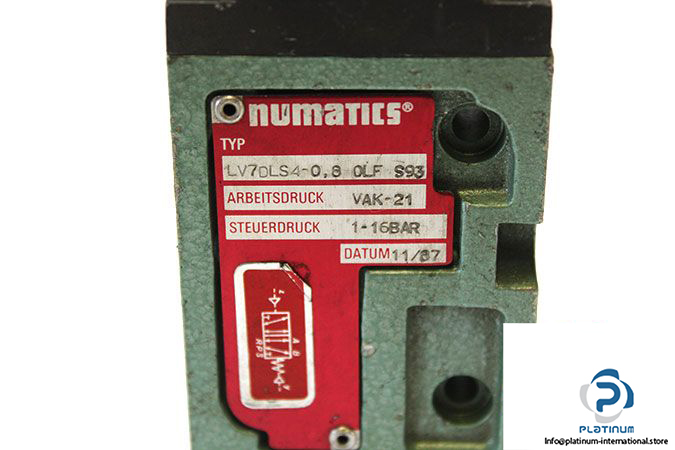 numatics®
TYP
LV7DLS4-0,8 OLF S93
ARBEITSDRUCK VAK-21
STEUERDRUCK 1-16BAR
DATUM 11/87
A B
R P S
PLATINUM
info@platinum-international.store